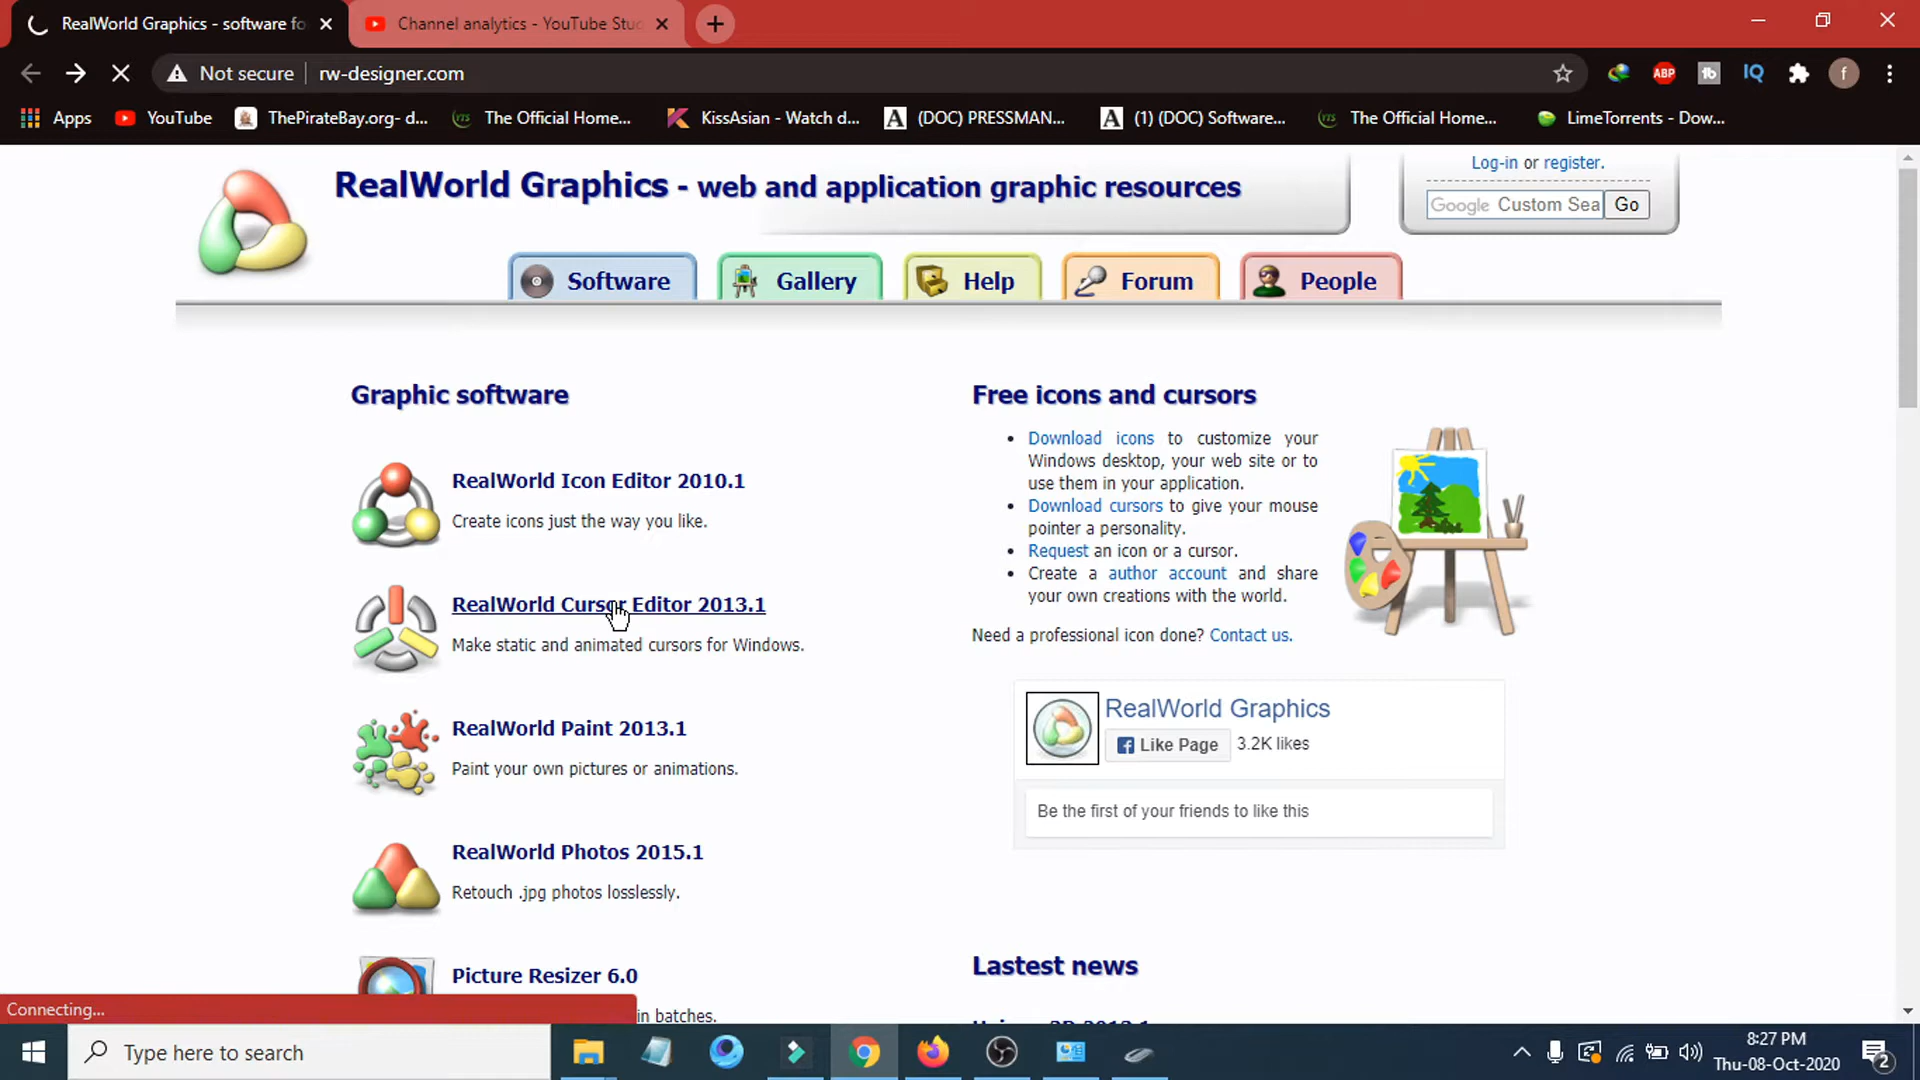 RealWorld Graphics - software fo
Channel analytics - YouTube Stu
Not secure
rw-designer.com
ABP
tb
IQ
f
Apps
YouTube
ThePirateBay.org- d...
The Official Home...
KissAsian - Watch d...
A
(DOC) PRESSMAN...
A
(1) (DOC) Software...
The Official Home...
LimeTorrents - Dow...
RealWorld Graphics - web and application graphic resources
Log-in or register.
Google Custom Sea
Go
Software
Gallery
Help
Forum
People
Graphic software
RealWorld Icon Editor 2010.1
Create icons just the way you like.
RealWorld Cursor Editor 2013.1
Make static and animated cursors for Windows.
RealWorld Paint 2013.1
Paint your own pictures or animations.
RealWorld Photos 2015.1
Retouch .jpg photos losslessly.
Picture Resizer 6.0
in batches.
Free icons and cursors
Download icons to customize your
Windows desktop, your web site or to
use them in your application.
Download cursors to give your mouse
pointer a personality.
Request an icon or a cursor.
Create a author account and share
your own creations with the world.
Need a professional icon done? Contact us.
RealWorld Graphics
Like Page
3.2K likes
Be the first of your friends to like this
Lastest news
Connecting...
Type here to search
8:27 PM
Thu-08-Oct-2020
2